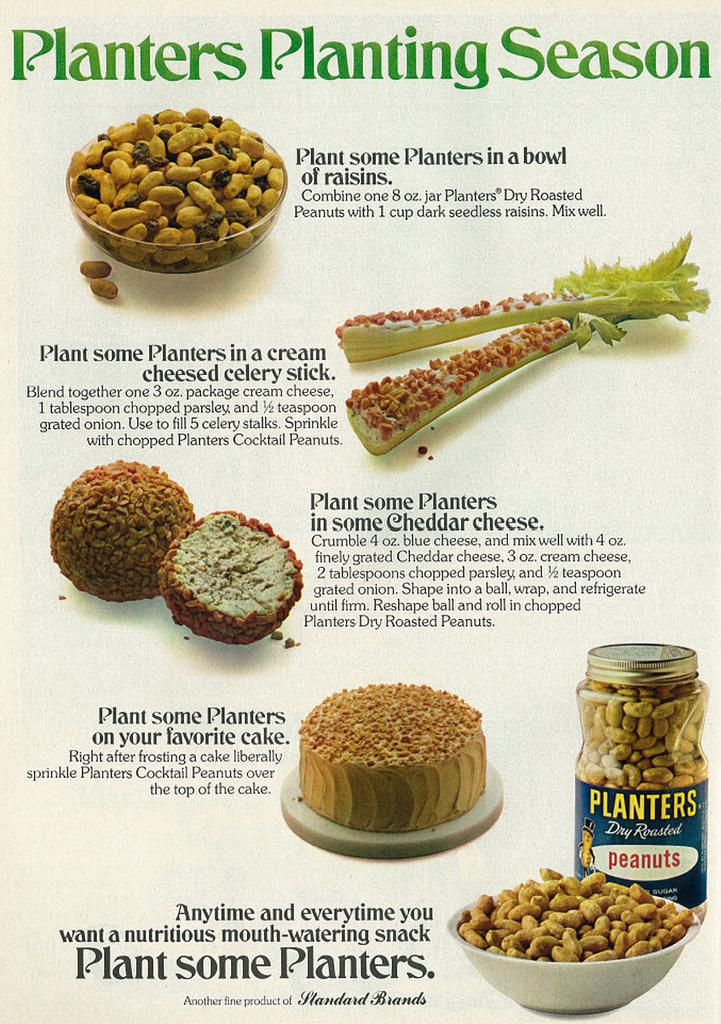 Planters Planting Season
Plant some Planters in a bowl
of raisins.
Combine one 8 oz. jar Planters® Dry Roasted
Peanuts with 1 cup dark seedless raisins. Mix well.
Plant some Planters in a cream
cheesed celery stick.
Blend together one 3 oz. package cream cheese,
1 tablespoon chopped parsley, and ½ teaspoon
grated onion. Use to fill 5 celery stalks. Sprinkle
with chopped Planters Cocktail Peanuts.
Plant some Planters
in some Cheddar cheese.
Crumble 4 oz. blue cheese, and mix well with 4 oz.
finely grated Cheddar cheese, 3 oz. cream cheese,
2 tablespoons chopped parsley, and ½ teaspoon
grated onion. Shape into a ball, wrap, and refrigerate
until firm. Reshape ball and roll in chopped
Planters Dry Roasted Peanuts.
Plant some Planters
on your favorite cake.
Right after frosting a cake liberally
sprinkle Planters Cocktail Peanuts over
the top of the cake.
PLANTERS
Dry Roasted
peanuts
SUGAR
Anytime and everytime you
want a nutritious mouth-watering snack
Plant some Planters.
Another fine product of Standard Brands